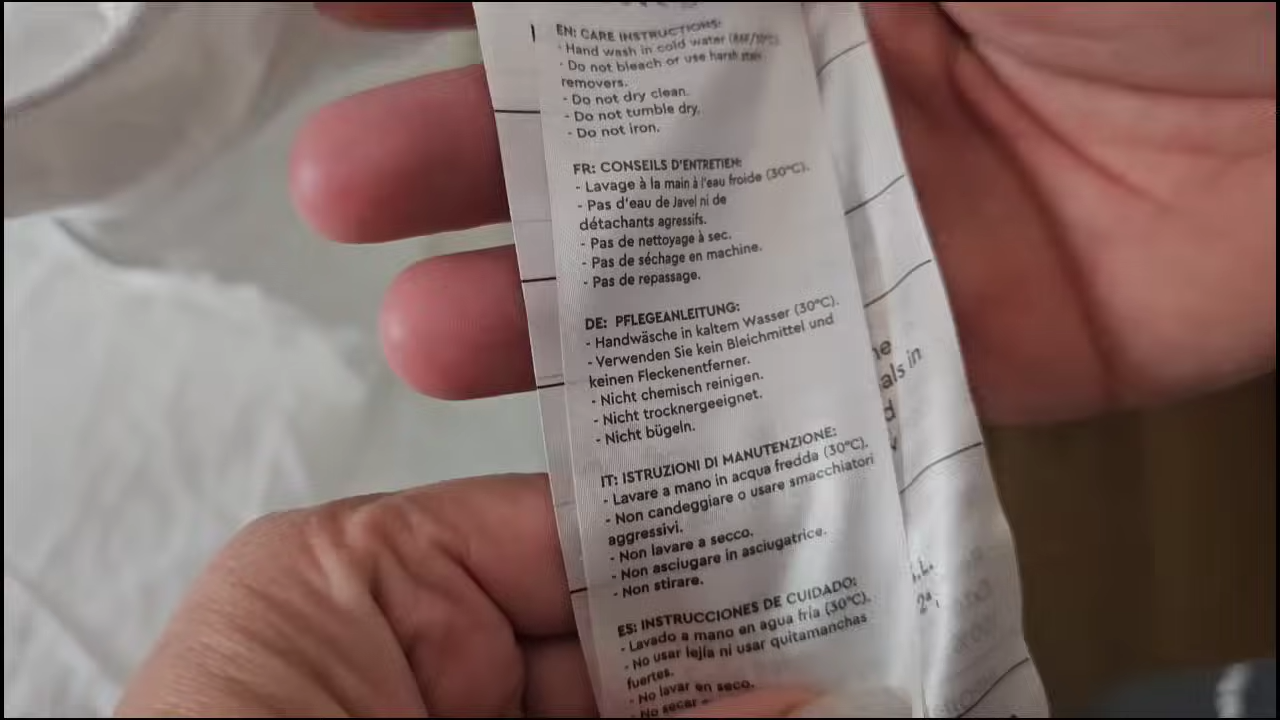 EN: CARE INSTRUCTIONS:
- Hand wash in cold water
- Do not bleach or use harsh stain
removers.
- Do not dry clean.
- Do not tumble dry.
- Do not iron.
FR: CONSEILS D'ENTRETIEN:
- Lavage à la main à l'eau froide (30°C).
- Pas d'eau de Javel ni de
détachants agressifs.
- Pas de nettoyage à sec.
- Pas de séchage en machine.
- Pas de repassage.
DE: PFLEGEANLEITUNG:
- Handwäsche in kaltem Wasser (30°C).
- Verwenden Sie kein Bleichmittel und
keinen Fleckenentferner.
- Nicht chemisch reinigen.
- Nicht trocknergeeignet.
- Nicht bügeln.
IT: ISTRUZIONI DI MANUTENZIONE:
- Lavare a mano in acqua fredda (30°C).
- Non candeggiare o usare smacchiatori
aggressivi.
- Non lavare a secco.
- Non asciugare in asciugatrice.
- Non stirare.
ES: INSTRUCCIONES DE CUIDADO:
- Lavado a mano en agua fría (30°C).
- No usar lejía ni usar quitamanchas
fuertes.
- No lavar en seco.
- No secar
als in